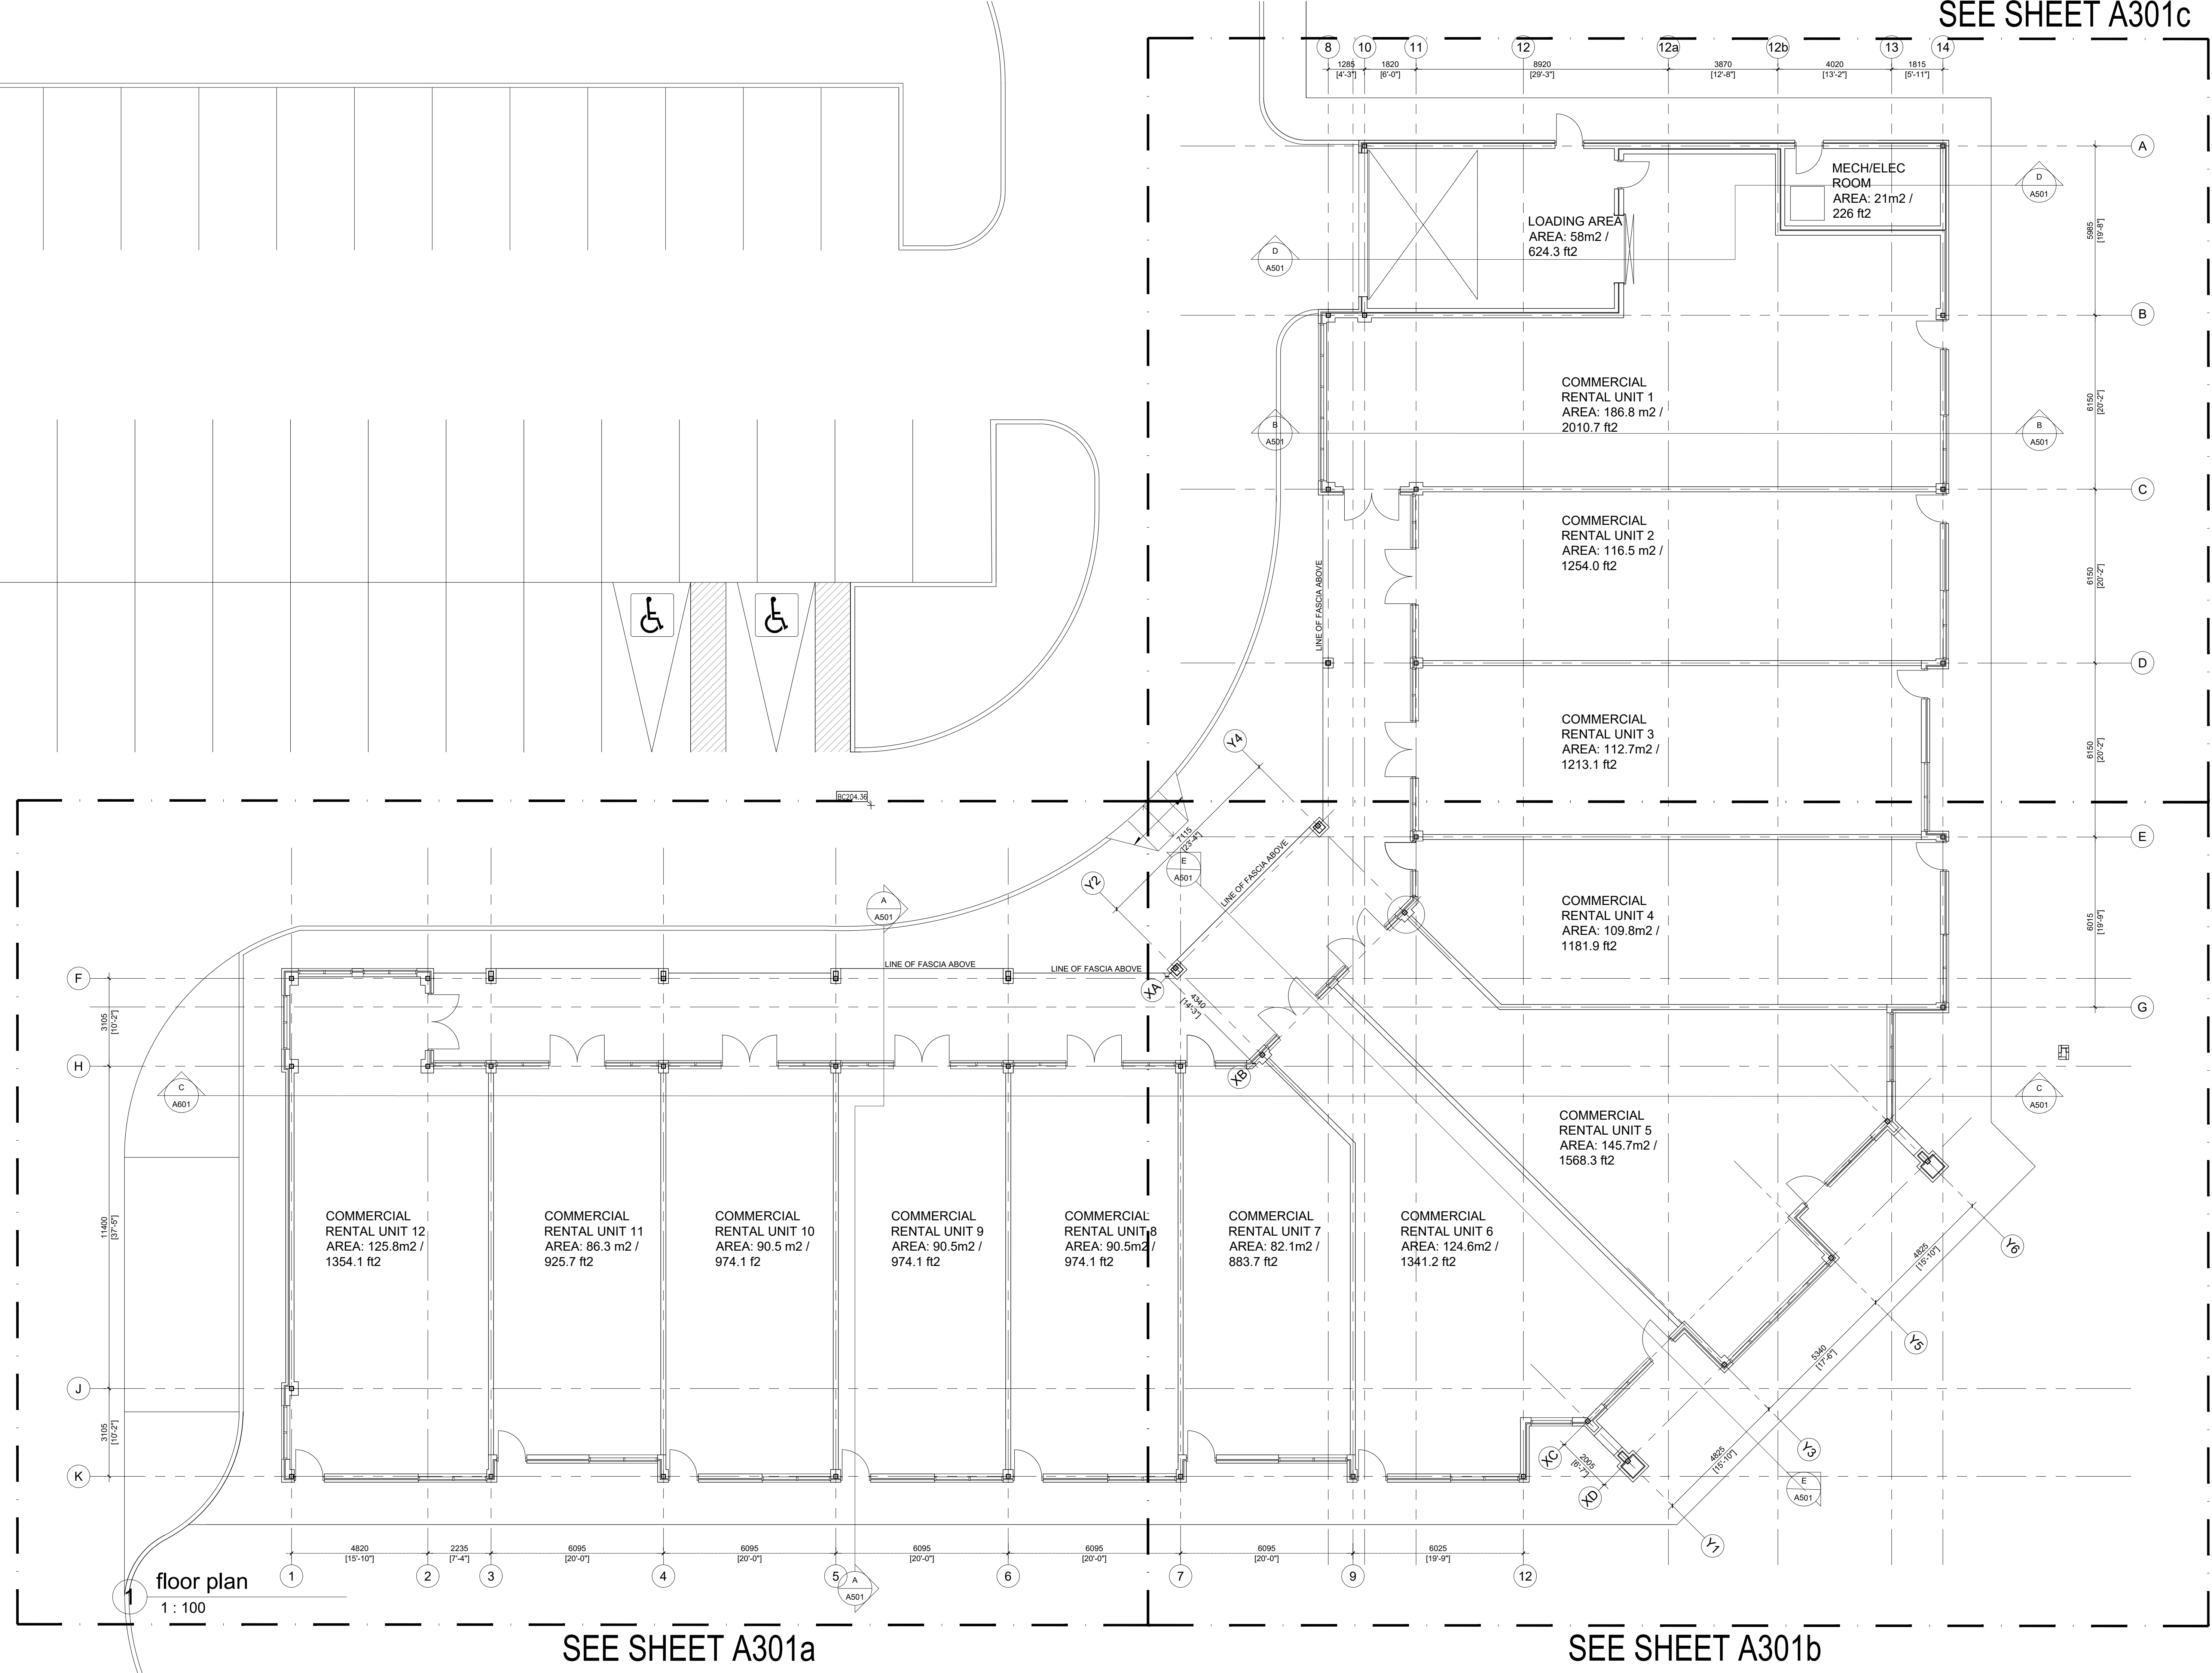 SEE SHEET A301c
8
10
11
12
12a
12b
13
14
1285
[4'-3"]
1820
[6'-0"]
8920
[29'-3"]
3870
[12'-8"]
4020
[13'-2"]
1815
[5'-11"]
A
MECH/ELEC
ROOM
AREA: 21m2 /
226 ft2
D
A501
LOADING AREA
AREA: 58m2 /
624.3 ft2
D
A501
5985
[19'-8"]
B
COMMERCIAL
RENTAL UNIT 1
AREA: 186.8 m2 /
2010.7 ft2
6150
[20'-2"]
B
A501
B
A501
C
COMMERCIAL
RENTAL UNIT 2
AREA: 116.5 m2 /
1254.0 ft2
6150
[20'-2"]
LINE OF FASCIA ABOVE
D
COMMERCIAL
RENTAL UNIT 3
AREA: 112.7m2 /
1213.1 ft2
6150
[20'-2"]
Y4
BC204.36
7115
[23'-4"]
E
E
A501
LINE OF FASCIA ABOVE
Y2
A
A501
COMMERCIAL
RENTAL UNIT 4
AREA: 109.8m2 /
1181.9 ft2
6015
[19'-9"]
F
LINE OF FASCIA ABOVE
LINE OF FASCIA ABOVE
XA
4340
[14'-3"]
G
3105
[10'-2"]
H
XB
C
A601
C
A501
COMMERCIAL
RENTAL UNIT 5
AREA: 145.7m2 /
1568.3 ft2
11400
[37'-5"]
COMMERCIAL
RENTAL UNIT 12
AREA: 125.8m2 /
1354.1 ft2
COMMERCIAL
RENTAL UNIT 11
AREA: 86.3 m2 /
925.7 ft2
COMMERCIAL
RENTAL UNIT 10
AREA: 90.5 m2 /
974.1 f2
COMMERCIAL
RENTAL UNIT 9
AREA: 90.5m2 /
974.1 ft2
COMMERCIAL
RENTAL UNIT 8
AREA: 90.5m2 /
974.1 ft2
COMMERCIAL
RENTAL UNIT 7
AREA: 82.1m2 /
883.7 ft2
COMMERCIAL
RENTAL UNIT 6
AREA: 124.6m2 /
1341.2 ft2
4825
[15'-10"]
Y6
5340
[17'-6"]
Y5
J
3105
[10'-2"]
4825
[15'-10"]
Y3
XC
2005
[6'-7"]
XD
E
A501
K
Y1
4820
[15'-10"]
2235
[7'-4"]
6095
[20'-0"]
6095
[20'-0"]
6095
[20'-0"]
6095
[20'-0"]
6095
[20'-0"]
6025
[19'-9"]
1
2
3
4
5
6
7
9
12
A
A501
1
floor plan
1 : 100
SEE SHEET A301a
SEE SHEET A301b